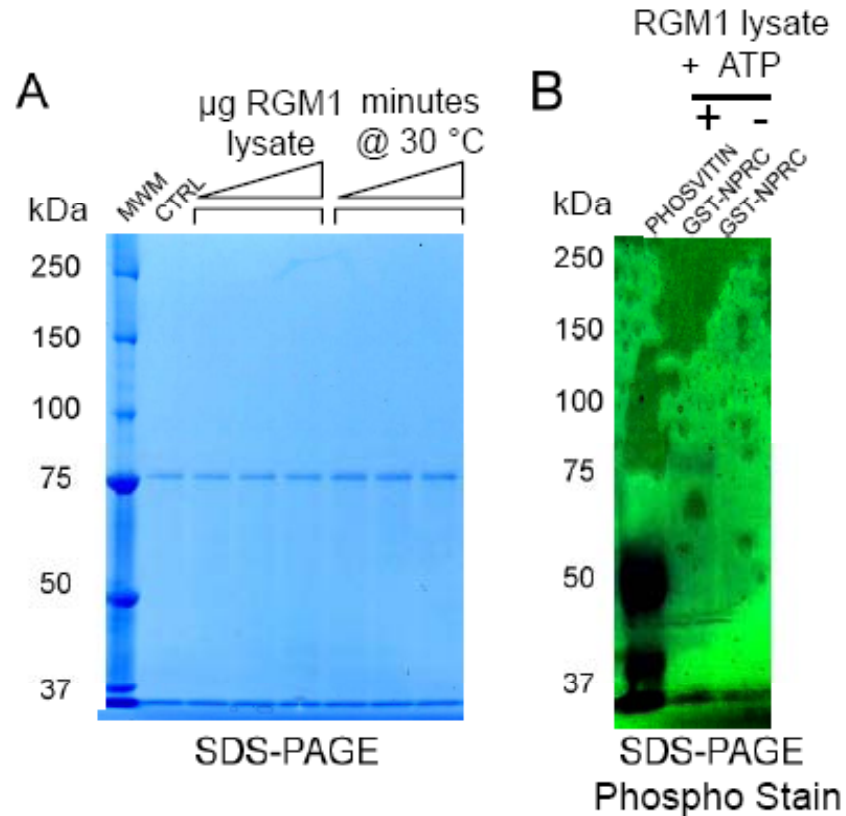 A
µg RGM1
lysate
minutes
@ 30 °C
kDa
MWM
CTRL
250
150
100
75
50
37
SDS-PAGE
B
RGM1 lysate
+ ATP
+ -
PHOSVITIN
GST-NPRC
GST-NPRC
kDa
250
150
100
75
50
37
SDS-PAGE
Phospho Stain